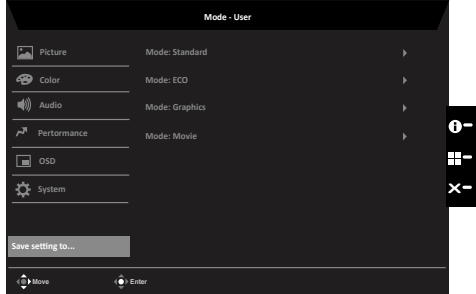 Mode - User
Picture
Mode: Standard
Color
Mode: ECO
Audio
Mode: Graphics
Pertormance
Mode: Movie
OSD
System
Save setting to...
Move
Enter